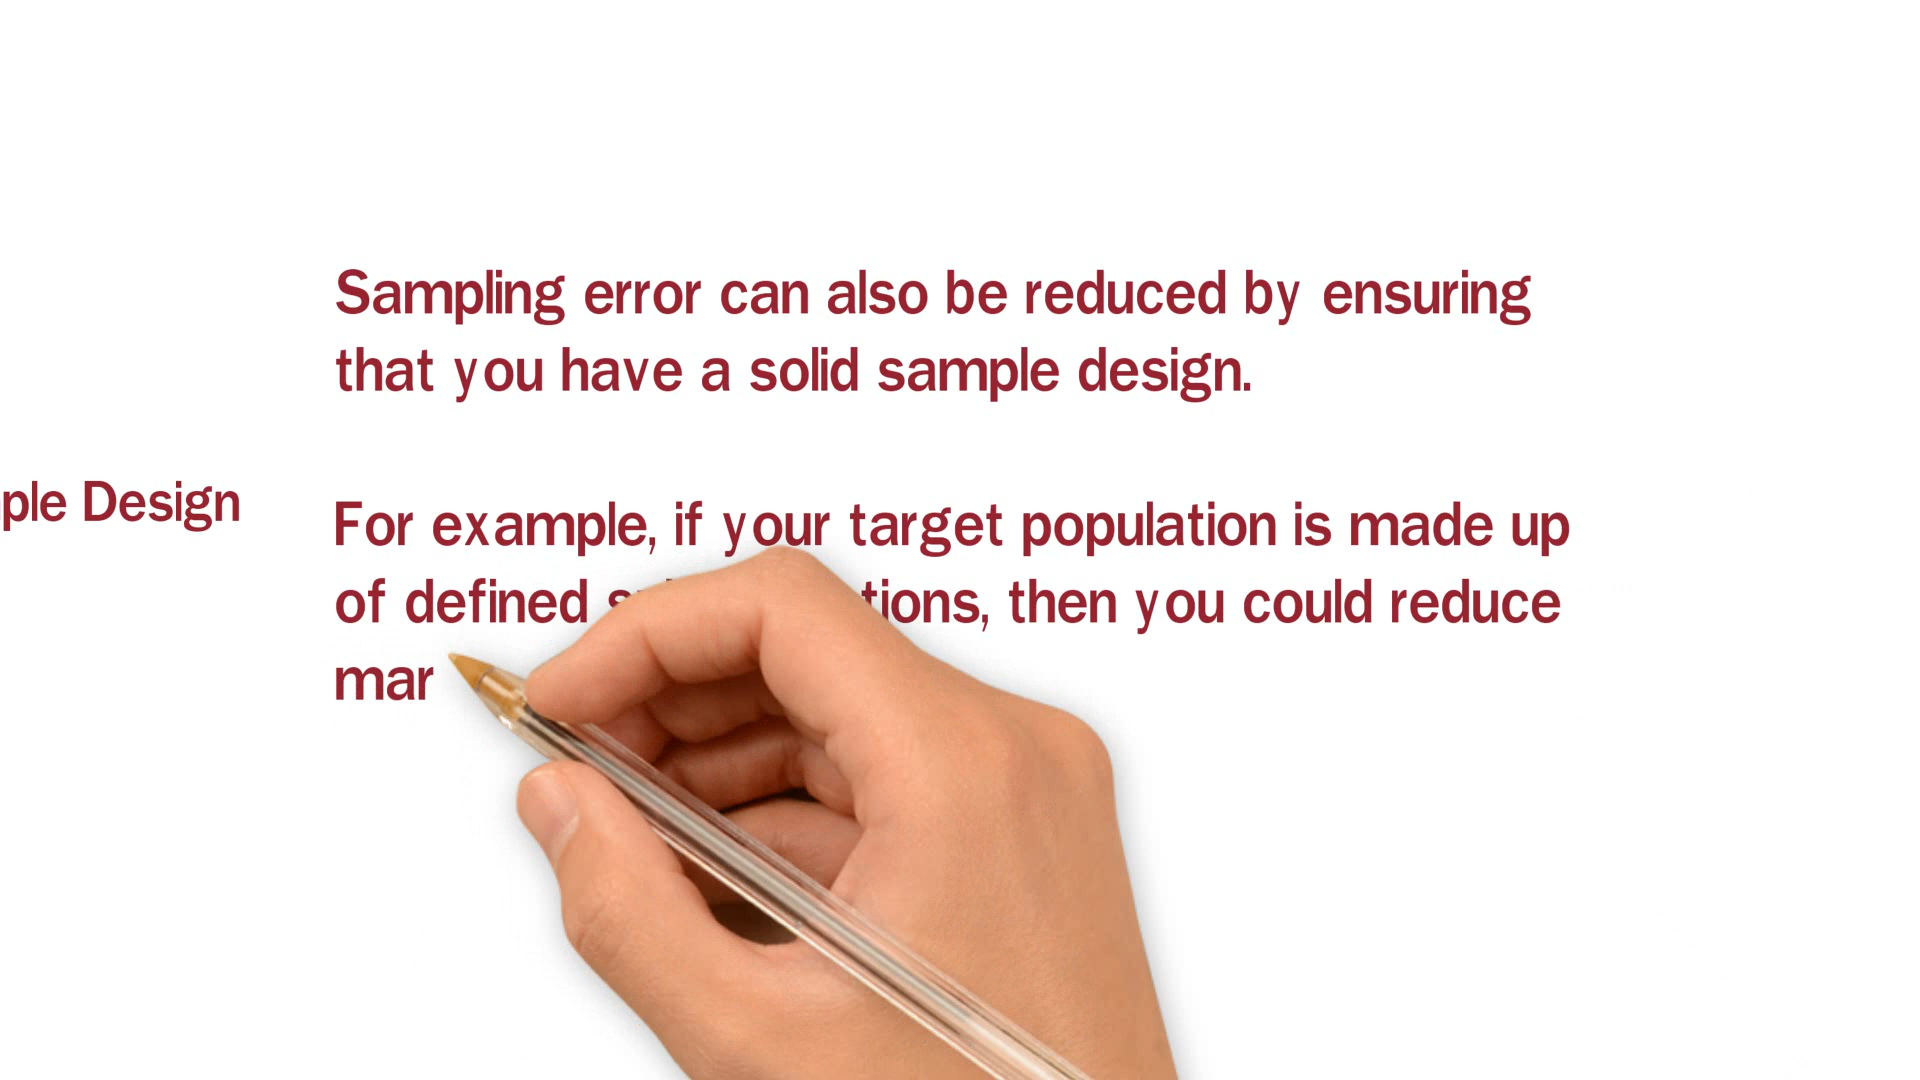 Sampling error can also be reduced by ensuring
that you have a solid sample design.
ple Design
For example, if your target population is made up
of defined tions, then you could reduce
mar